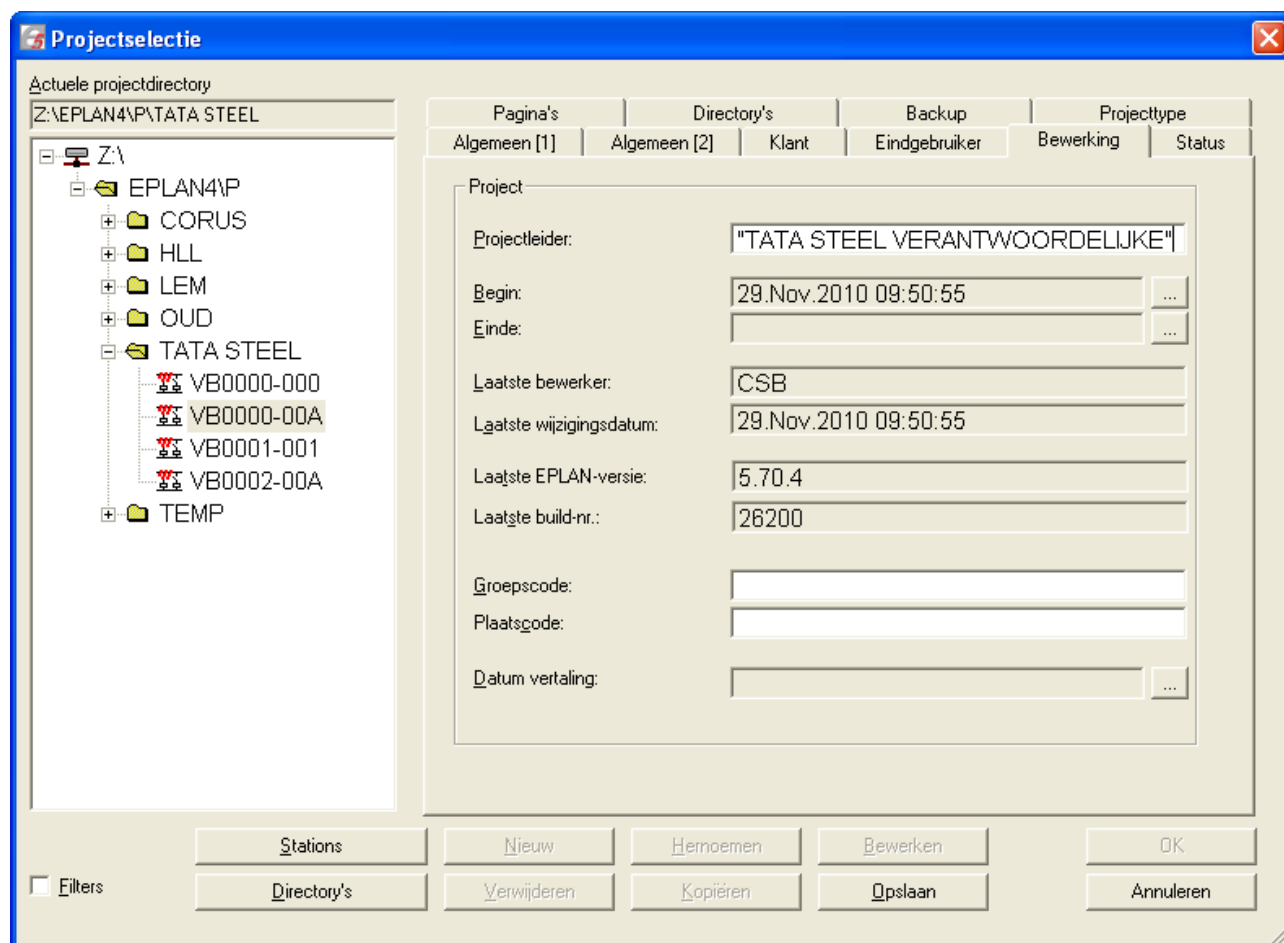 Projectselectie
Actuele projectdirectory
Z:\EPLAN4\P\TATA STEEL
Z:\
EPLAN4\P
CORUS
HLL
LEM
OUD
TATA STEEL
VB0000-000
VB0000-00A
VB0001-001
VB0002-00A
TEMP
Pagina's Directory's Backup Projecttype
Algemeen [1] Algemeen [2] Klant Eindgebruiker Bewerking Status
Project
Projectleider: "TATA STEEL VERANTWOORDELIJKE"
Begin: 29.Nov.2010 09:50:55 ...
Einde: ...
Laatste bewerker: CSB
Laatste wijzigingsdatum: 29.Nov.2010 09:50:55
Laatste EPLAN-versie: 5.70.4
Laatste build-nr.: 26200
Groepscode:
Plaatscode:
Datum vertaling: ...
Stations Nieuw Hernoemen Bewerken OK
Filters Directory's Verwijderen Kopiëren Opslaan Annuleren